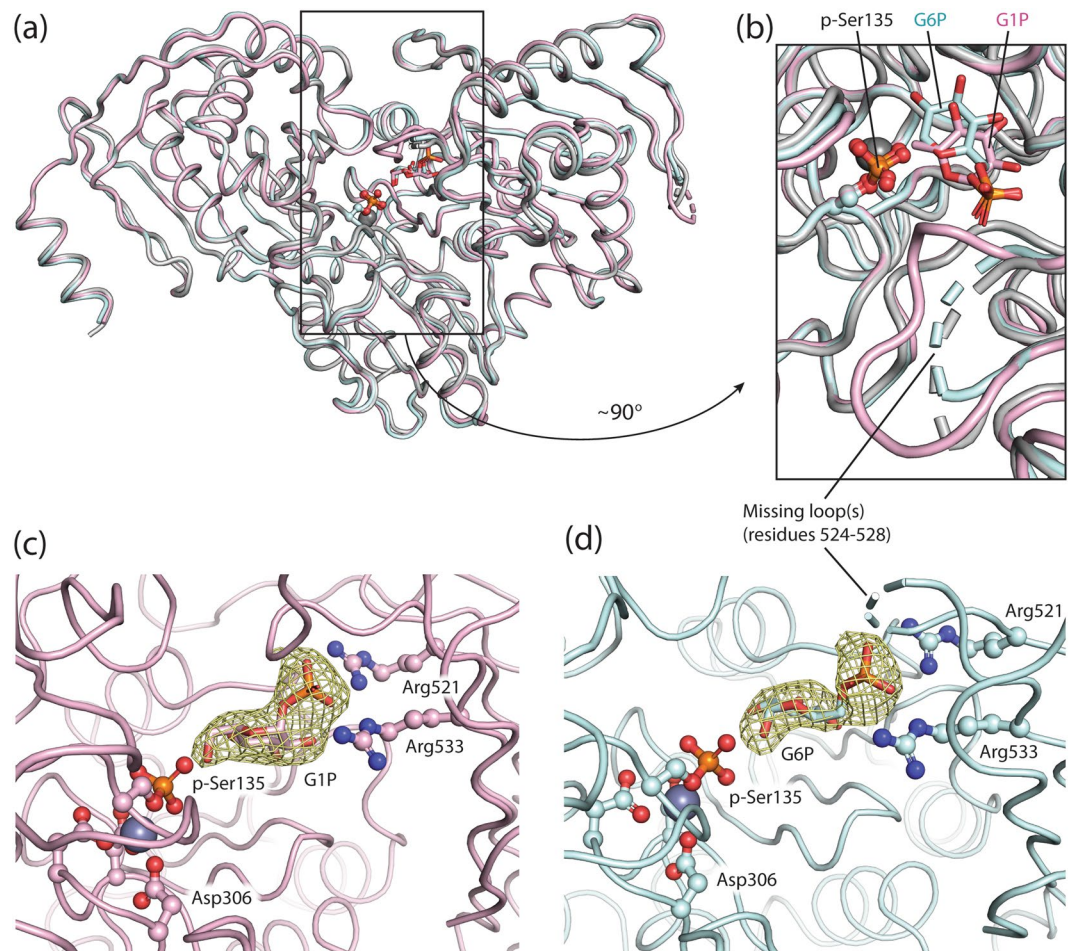 (a)
(b)
p-Ser135
G6P
G1P
~90°
Missing loop(s)
(residues 524-528)
(c)
Arg521
Arg533
p-Ser135
G1P
Asp306
(d)
Arg521
Arg533
G6P
p-Ser135
Asp306